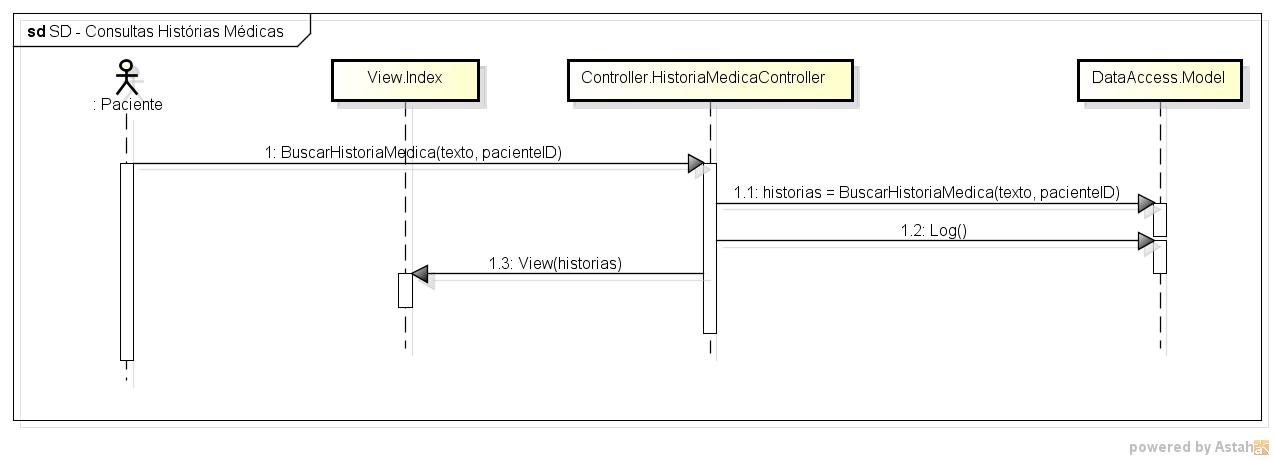 sd SD - Consultas Histórias Médicas
: Paciente
View.Index
Controller.HistoriaMedicaController
DataAccess.Model
1: BuscarHistoriaMedica(texto, pacienteID)
1.1: historias = BuscarHistoriaMedica(texto, pacienteID)
1.2: Log()
1.3: View(historias)
powered by Astah